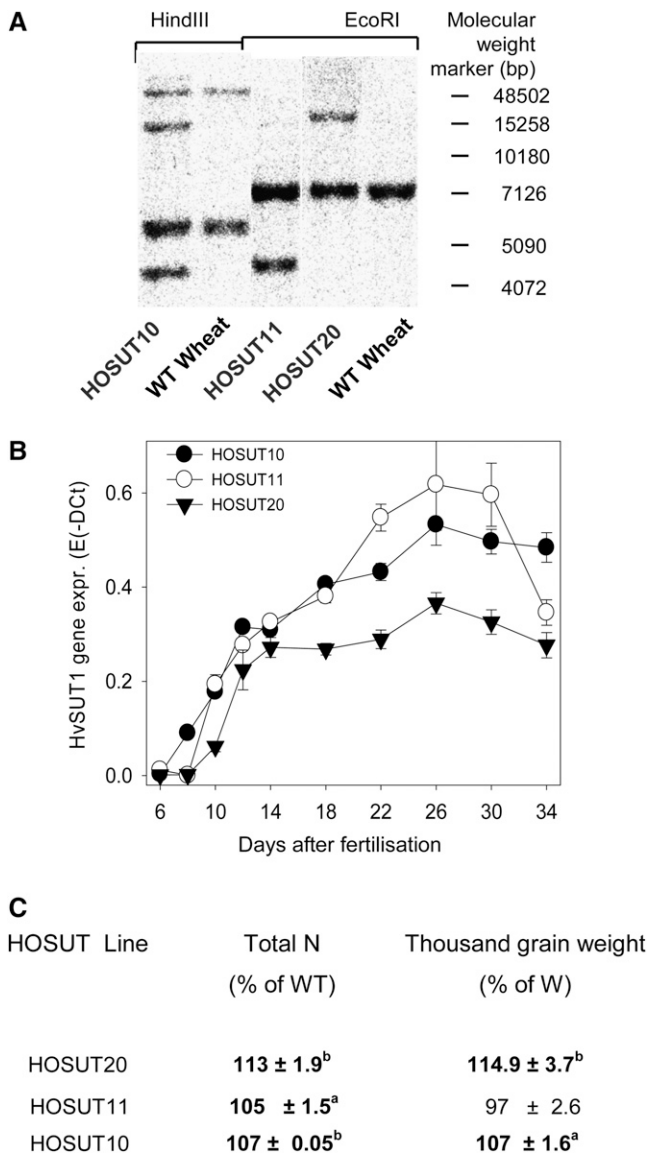 A
HindIII EcoRI Molecular
weight
marker (bp)
48502
15258
10180
7126
5090
4072
HOSUT10
WT Wheat
HOSUT11
HOSUT20
WT Wheat
B
HOSUT10
HOSUT11
HOSUT20
HvSUT1 gene expr. (E(-DCt)
0.6
0.4
0.2
0.0
6 10 14 18 22 26 30 34
Days after fertilisation
C
HOSUT Line Total N Thousand grain weight
(% of WT) (% of W)
HOSUT20 113 ± 1.9b 114.9 ± 3.7b
HOSUT11 105 ± 1.5a 97 ± 2.6
HOSUT10 107 ± 0.05b 107 ± 1.6a